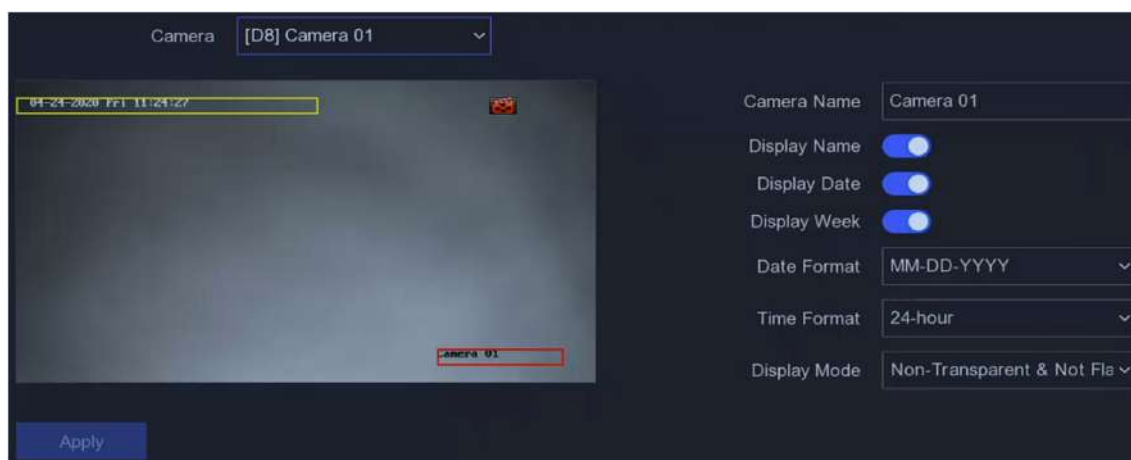 Camera [D8] Camera 01
04-24-2020 Fri 11:24:27
Camera Name Camera 01
Display Name
Display Date
Display Week
Date Format MM-DD-YYYY
Time Format 24-hour
Camera 01
Display Mode Non-Transparent & Not Fla
Apply